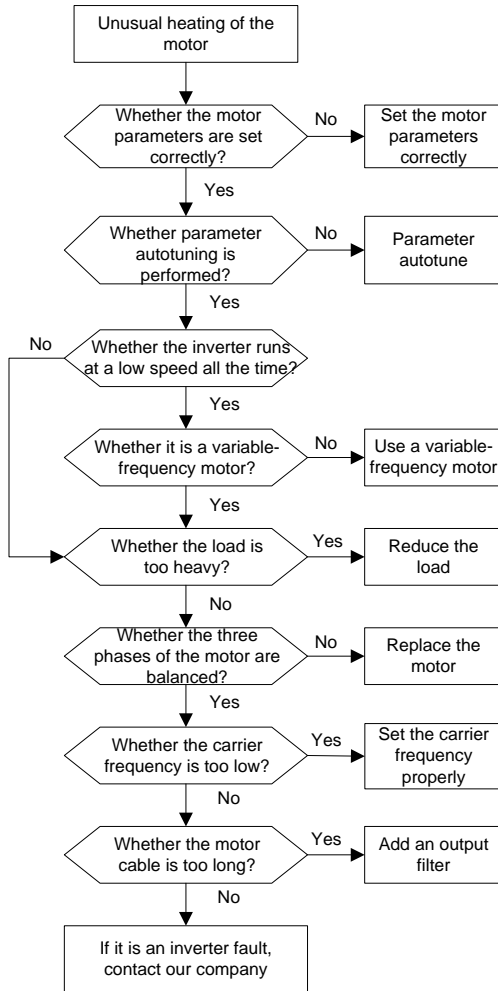 Unusual heating of the
motor
Whether the motor
parameters are set
correctly?
No
Set the motor
parameters
correctly
Yes
Whether parameter
autotuning is
performed?
No
Parameter
autotune
Yes
No
Whether the inverter runs
at a low speed all the time?
Yes
Whether it is a variable-
frequency motor?
No
Use a variable-
frequency motor
Yes
Whether the load is
too heavy?
Yes
Reduce the
load
No
Whether the three
phases of the motor are
balanced?
No
Replace the
motor
Yes
Whether the carrier
frequency is too low?
Yes
Set the carrier
frequency
properly
No
Whether the motor
cable is too long?
Yes
Add an output
filter
No
If it is an inverter fault,
contact our company